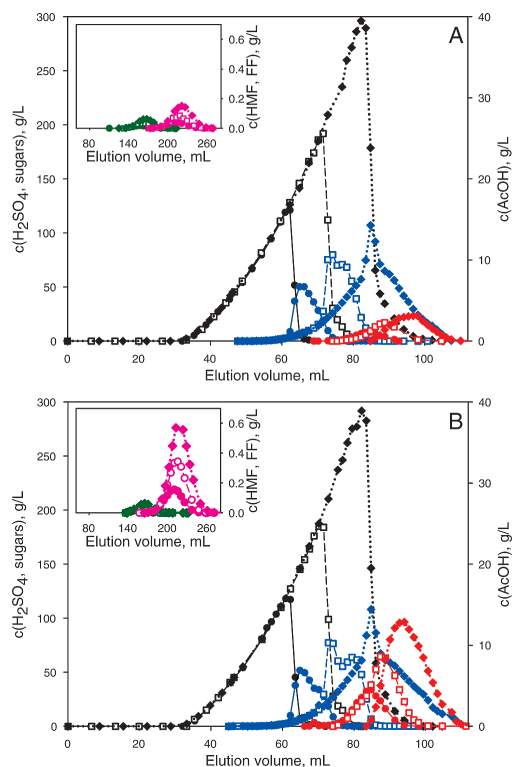 A
300
250
200
150
100
50
0
c(H2SO4, sugars), g/L
40
30
20
10
0
c(AcOH), g/L
0 20 40 60 80 100
Elution volume, mL
0.6
0.4
0.2
0.0
c(HMF, FF), g/L
80 140 200 260
Elution volume, mL
B
300
250
200
150
100
50
0
c(H2SO4, sugars), g/L
40
30
20
10
0
c(AcOH), g/L
0 20 40 60 80 100
Elution volume, mL
0.6
0.4
0.2
0.0
c(HMF, FF), g/L
80 140 200 260
Elution volume, mL